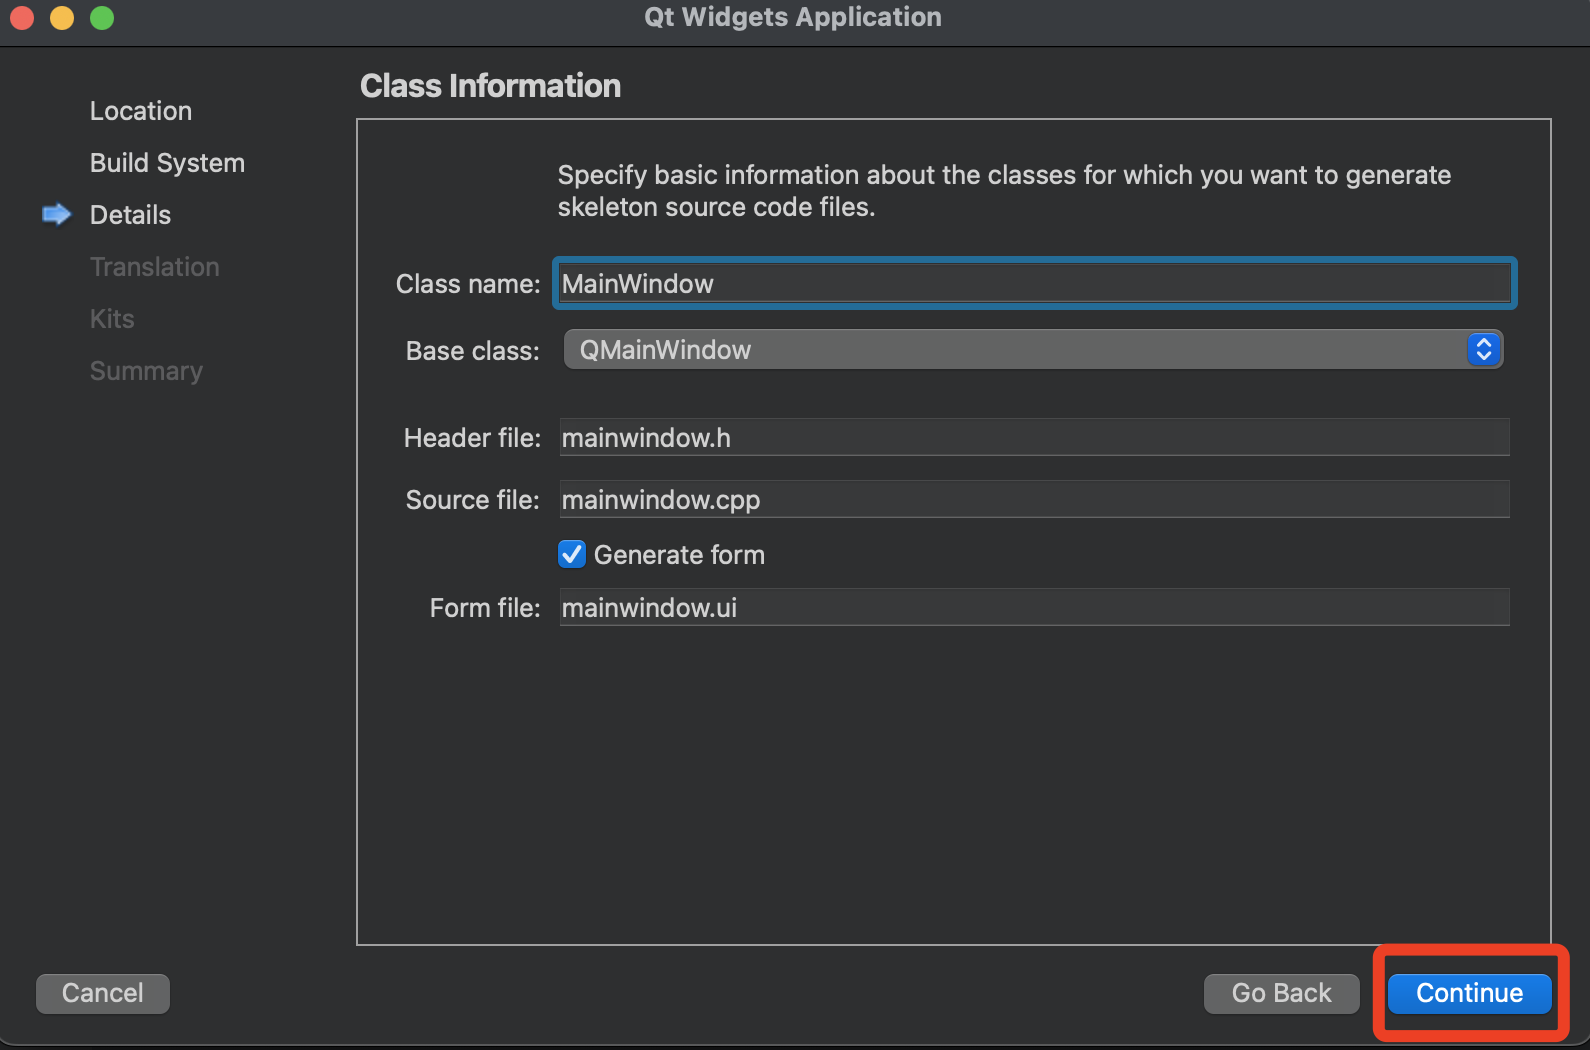 Qt Widgets Application
Location
Build System
Details
Translation
Kits
Summary
Class Information
Specify basic information about the classes for which you want to generate
skeleton source code files.
Class name: MainWindow
Base class: QMainWindow
Header file: mainwindow.h
Source file: mainwindow.cpp
Generate form
Form file: mainwindow.ui
Cancel
Go Back
Continue